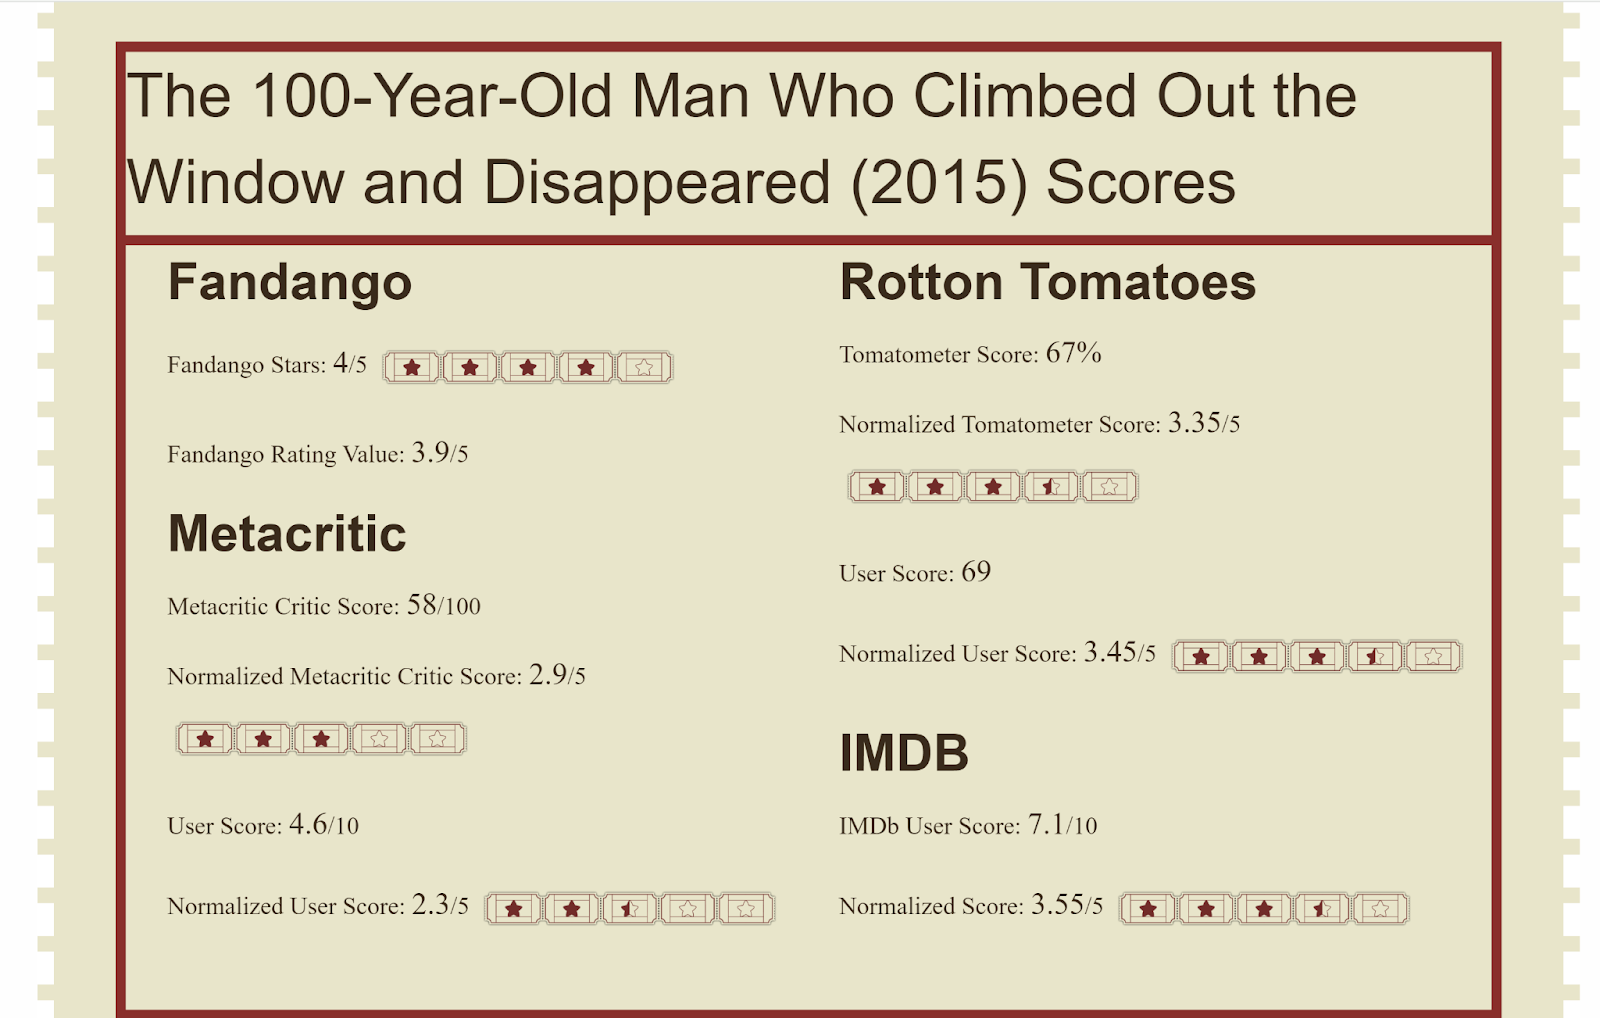 The 100-Year-Old Man Who Climbed Out the
Window and Disappeared (2015) Scores
Fandango
Fandango Stars: 4/5
Fandango Rating Value: 3.9/5
Metacritic
Metacritic Critic Score: 58/100
Normalized Metacritic Critic Score: 2.9/5
User Score: 4.6/10
Normalized User Score: 2.3/5
Rotton Tomatoes
Tomatometer Score: 67%
Normalized Tomatometer Score: 3.35/5
User Score: 69
Normalized User Score: 3.45/5
IMDB
IMDb User Score: 7.1/10
Normalized Score: 3.55/5